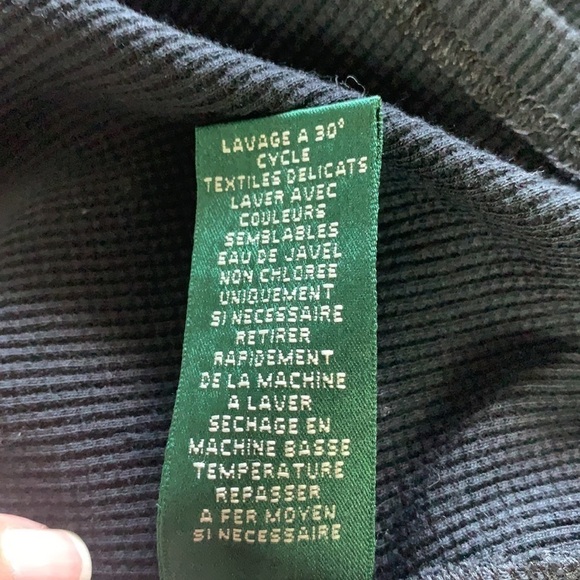 LAVAGE A 30°
CYCLE
TEXTILES DELICATS
LAVER AVEC
COULEURS
SEMBLABLES
EAU DE JAVEL
NON CHLOREE
UNIQUEMENT
SI NECESSAIRE
RETIRER
RAPIDEMENT
DE LA MACHINE
A LAVER
SECHAGE EN
MACHINE BASSE
TEMPERATURE
REPASSER
A FER MOYEN
SI NECESSAIRE